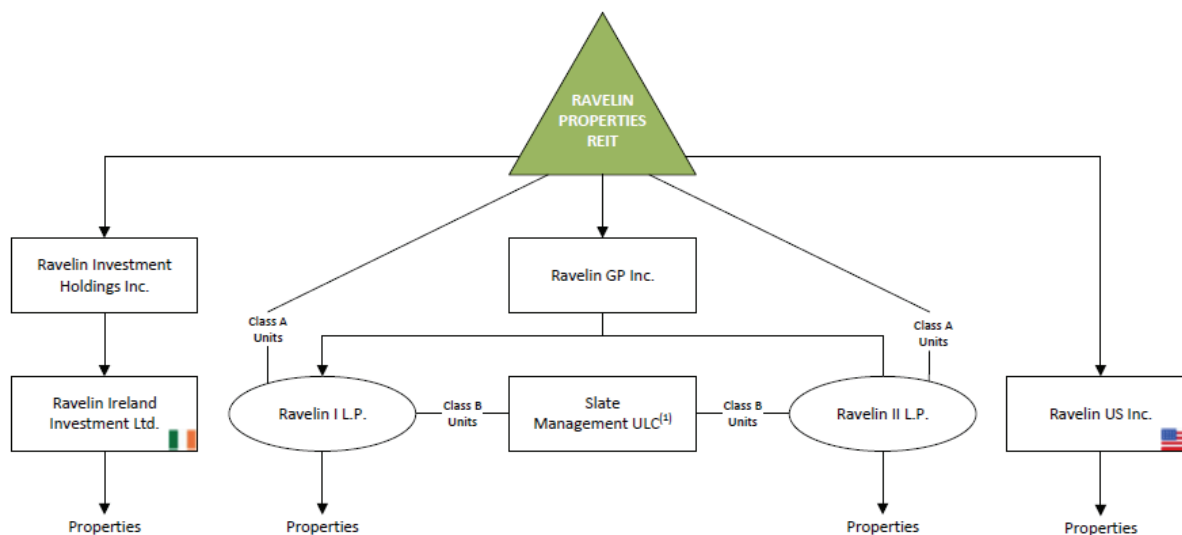 RAVELIN
PROPERTIES
REIT
Ravelin Investment
Holdings Inc.
Ravelin GP Inc.
Class A
Units
Class A
Units
Ravelin Ireland
Investment Ltd.
Ravelin I L.P.
Class B
Units
Slate
Management ULC(1)
Class B
Units
Ravelin II L.P.
Ravelin US Inc.
Properties
Properties
Properties
Properties